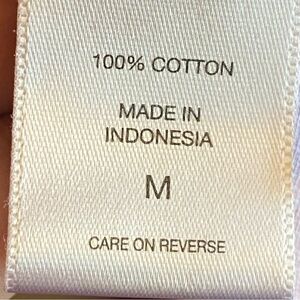 100% COTTON
MADE IN
INDONESIA
M
CARE ON REVERSE